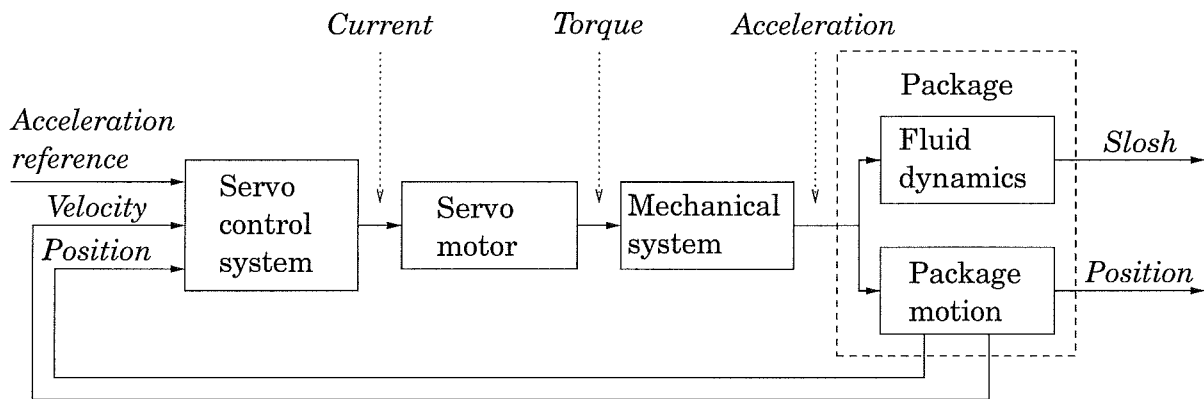 Current
Torque
Acceleration
Package
Acceleration
reference
Velocity
Position
Servo
control
system
Servo
motor
Mechanical
system
Fluid
dynamics
Slosh
Package
motion
Position